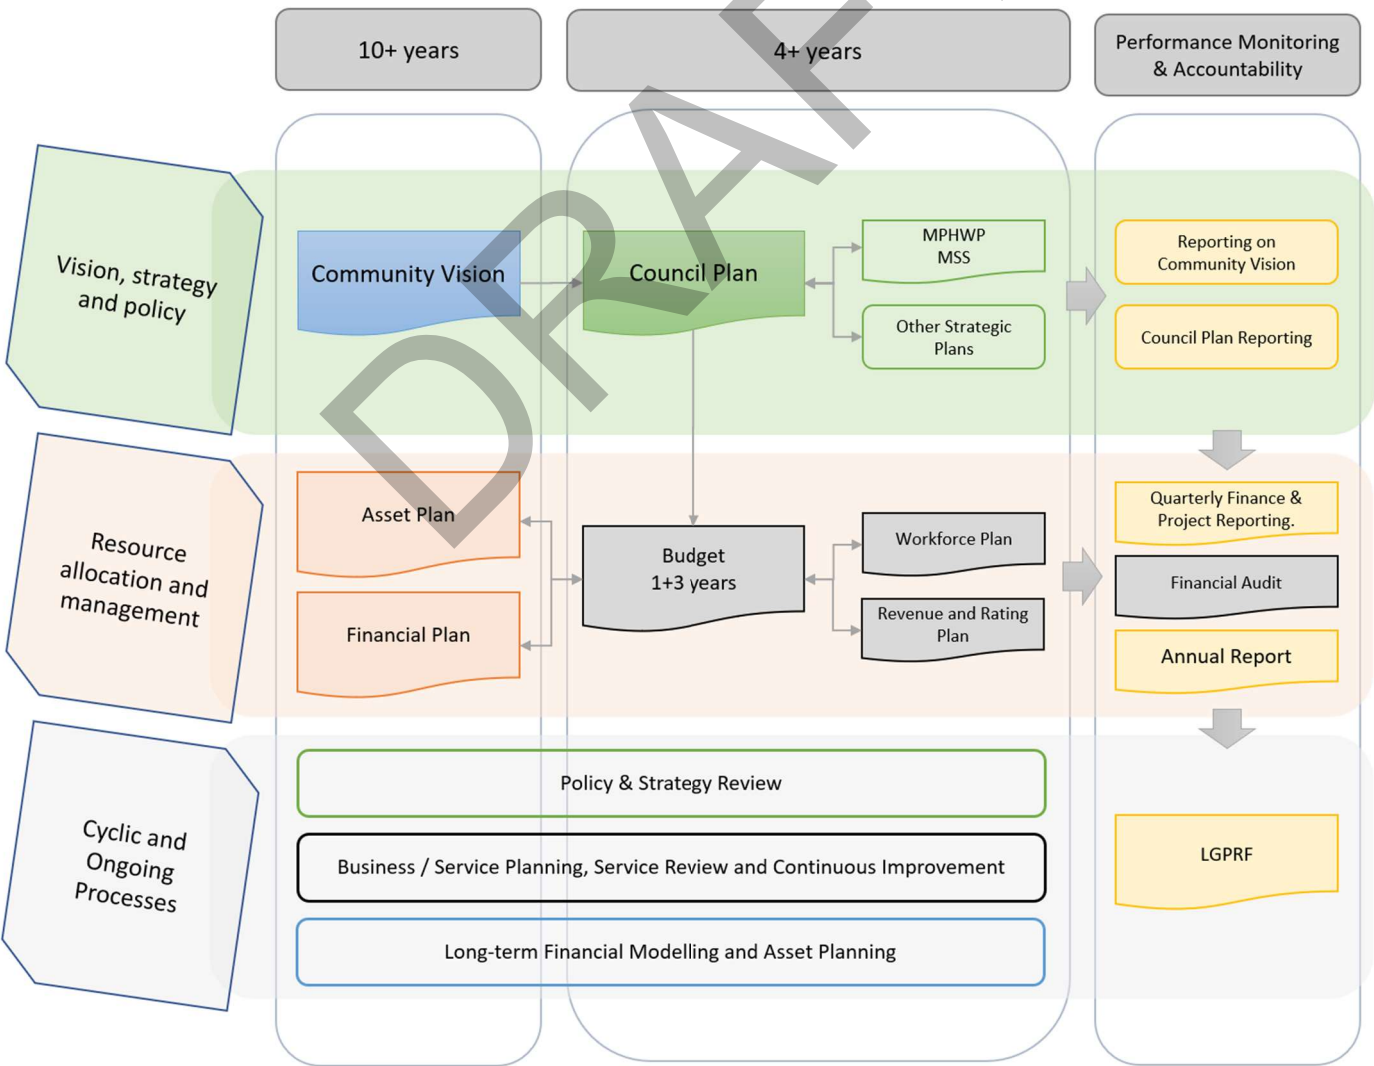 10+ years
4+ years
Performance Monitoring
& Accountability
Vision, strategy
and policy
Community Vision
Council Plan
MPHWP
MSS
Other Strategic
Plans
Reporting on
Community Vision
Council Plan Reporting
Resource
allocation and
management
Asset Plan
Financial Plan
Budget
1+3 years
Workforce Plan
Revenue and Rating
Plan
Quarterly Finance &
Project Reporting.
Financial Audit
Annual Report
Cyclic and
Ongoing
Processes
Policy & Strategy Review
Business / Service Planning, Service Review and Continuous Improvement
Long-term Financial Modelling and Asset Planning
LGPRF
DRAF